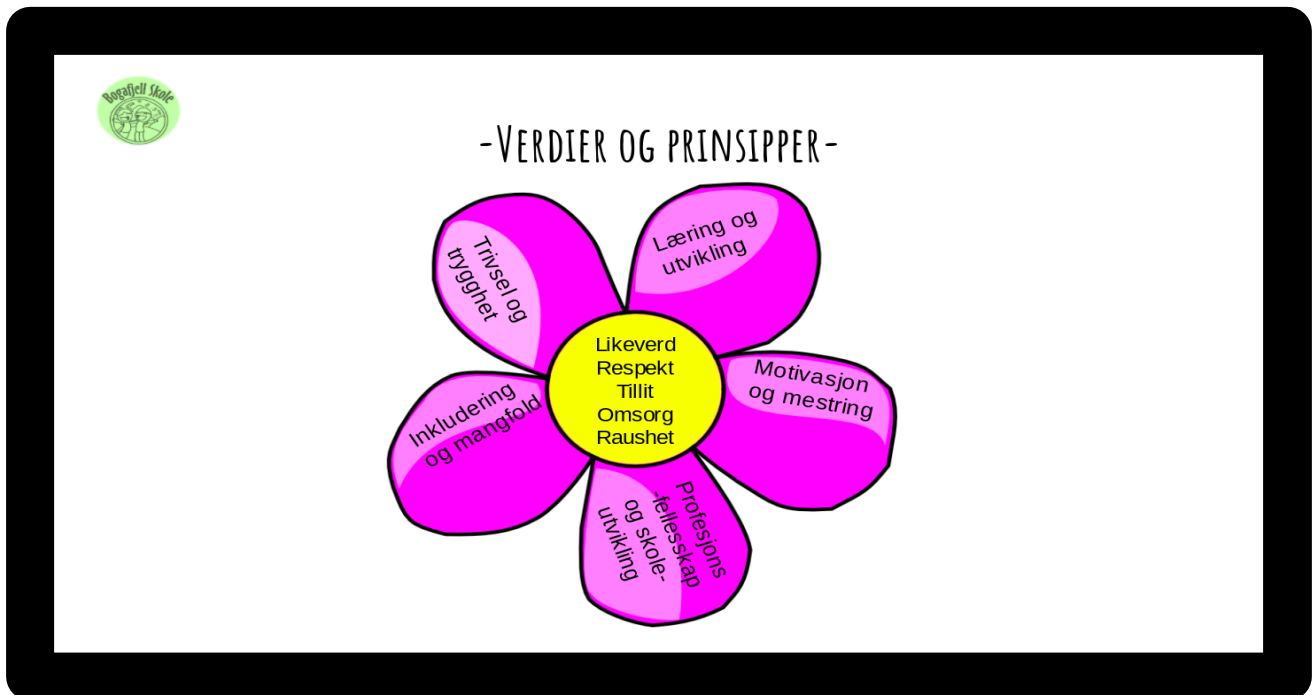 Bogafjell Skole
-Verdier og prinsipper-
Trivsel og
trygghet
Læring og
utvikling
Likeverd
Respekt
Tillit
Omsorg
Raushet
Motivasjon
og mestring
Inkludering
og mangfold
Profesjons
-fellesskap
og skole-
utvikling